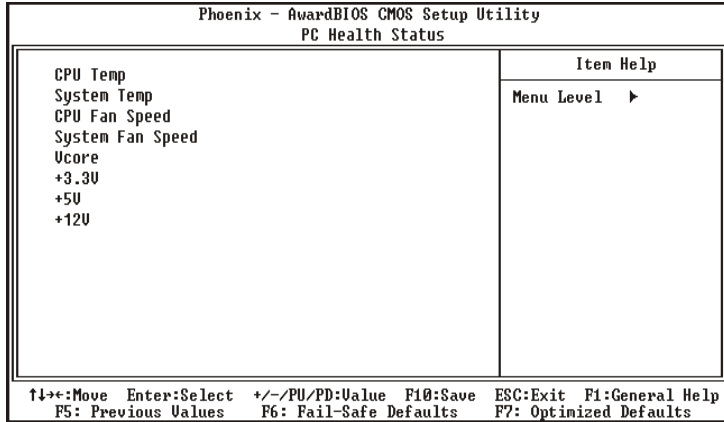 Phoenix - AwardBIOS CMOS Setup Utility
PC Health Status
CPU Temp
System Temp
CPU Fan Speed
System Fan Speed
Vcore
+3.3V
+5V
+12V
Item Help
Menu Level ▶
↑↓→←:Move Enter:Select +/-/PU/PD:Value F10:Save ESC:Exit F1:General Help
F5: Previous Values F6: Fail-Safe Defaults F7: Optimized Defaults